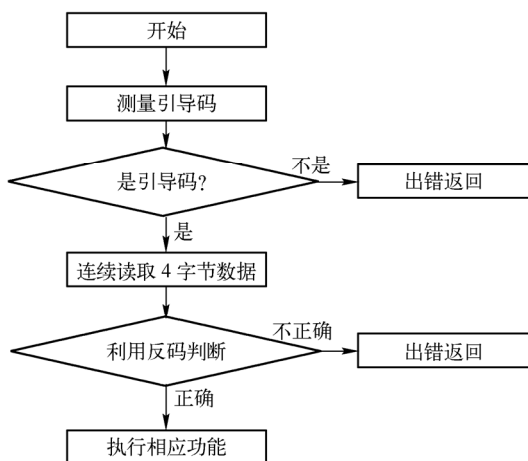 开始
测量引导码
是引导码?
不是
出错返回
是
连续读取 4 字节数据
利用反码判断
不正确
出错返回
正确
执行相应功能